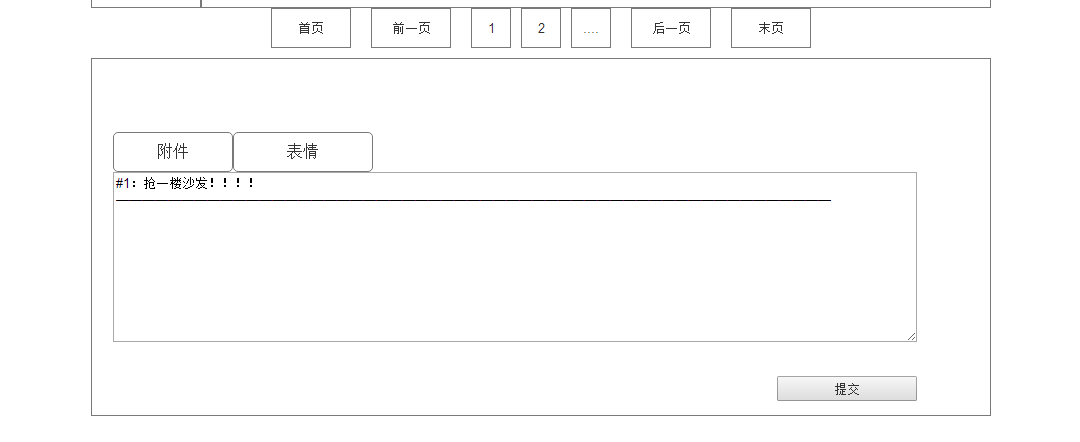 首页 前一页 1 2 .... 后一页 末页
附件 表情
#1：抢一楼沙发！！！！
提交